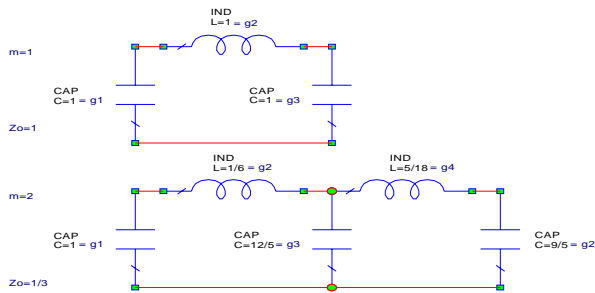 IND
L=1 = g2
m=1
CAP
C=1 = g1
CAP
C=1 = g3
Zo=1
IND
L=1/6 = g2
IND
L=5/18 = g4
m=2
CAP
C=1 = g1
CAP
C=12/5 = g3
CAP
C=9/5 = g2
Zo=1/3